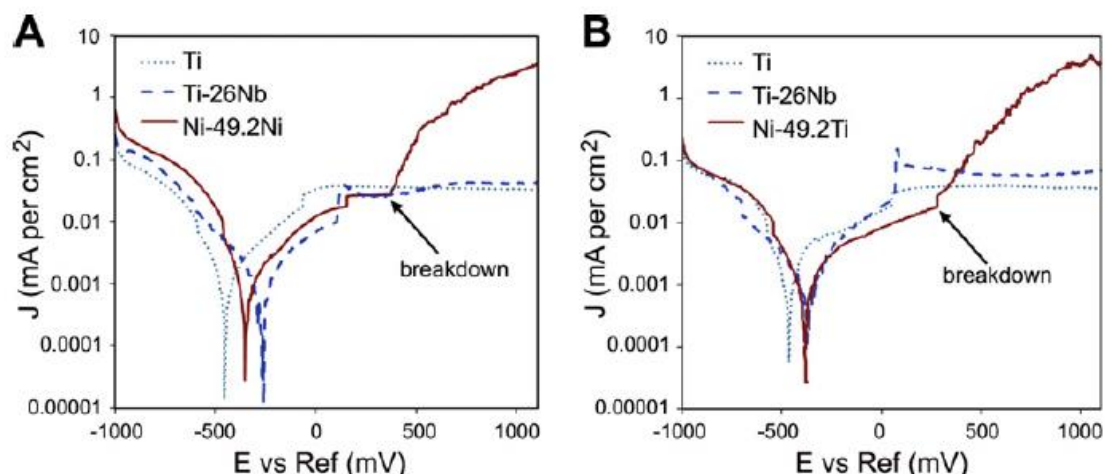 A
10
1
0.1
0.01
0.001
0.0001
0.00001
J (mA per cm²)
Ti
Ti-26Nb
Ni-49.2Ni
breakdown
-1000
-500
0
500
1000
E vs Ref (mV)
B
10
1
0.1
0.01
0.001
0.0001
0.00001
J (mA per cm²)
Ti
Ti-26Nb
Ni-49.2Ti
breakdown
-1000
-500
0
500
1000
E vs Ref (mV)